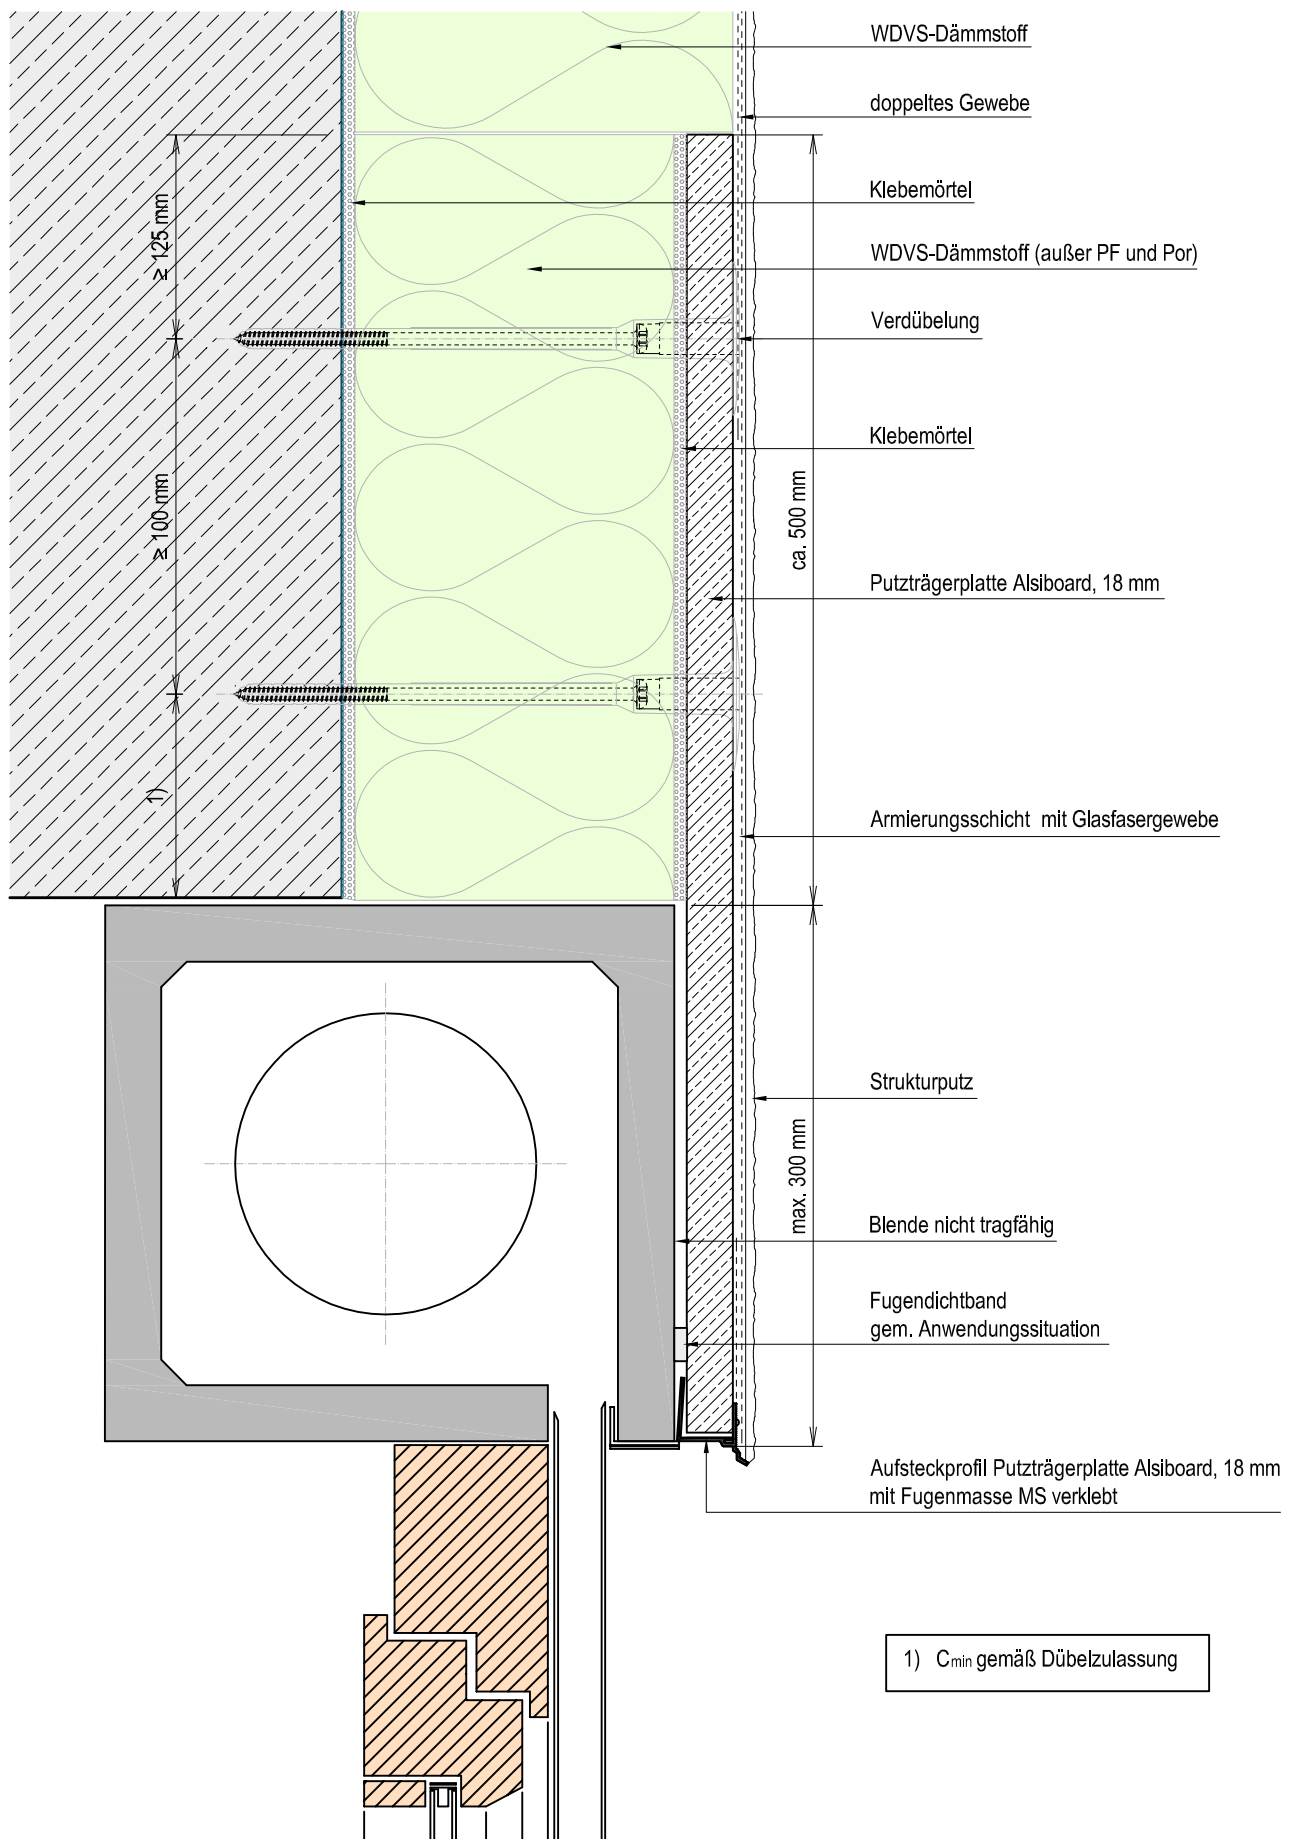 WDVS-Dämmstoff
doppeltes Gewebe
Klebemörtel
≥ 125 mm
WDVS-Dämmstoff (außer PF und Por)
Verdübelung
Klebemörtel
≥ 100 mm
ca. 500 mm
Putzträgerplatte Alsiboard, 18 mm
1)
Armierungsschicht mit Glasfasergewebe
Strukturputz
max. 300 mm
Blende nicht tragfähig
Fugendichtband
gem. Anwendungssituation
Aufsteckprofil Putzträgerplatte Alsiboard, 18 mm
mit Fugenmasse MS verklebt
1) Cmin gemäß Dübelzulassung